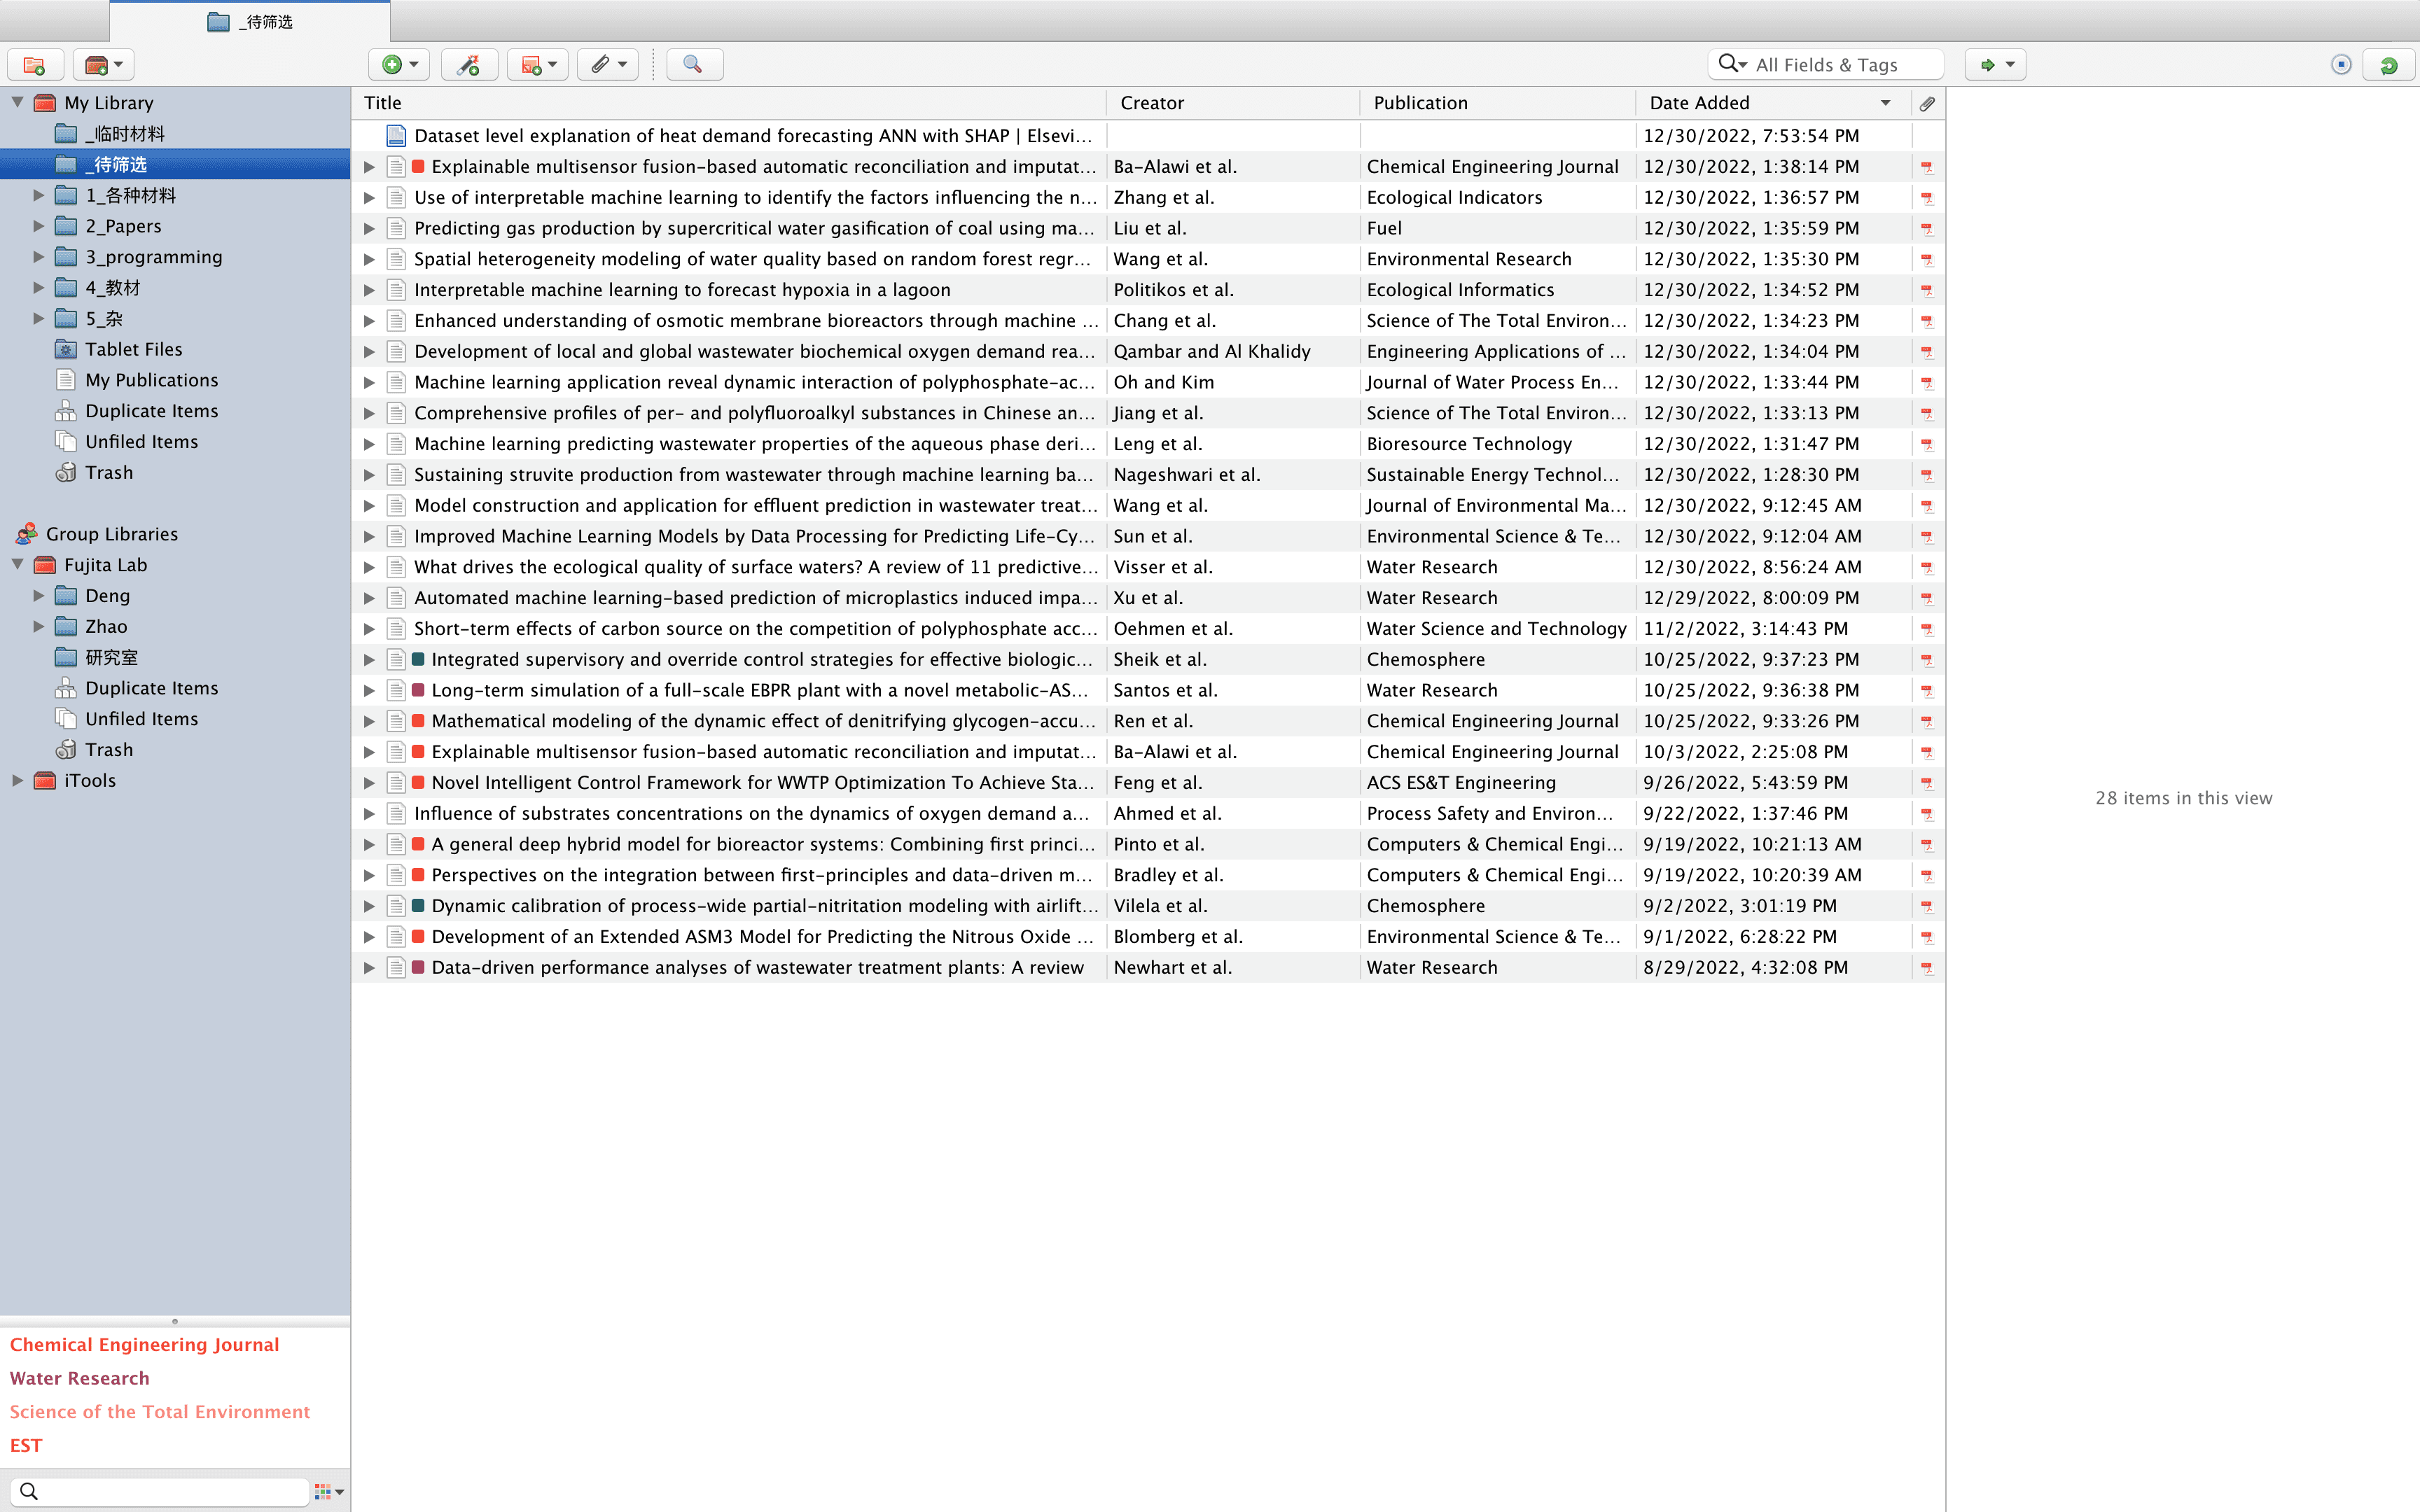 _待筛选
All Fields & Tags
My Library
_临时材料
_待筛选
1_各种材料
2_Papers
3_programming
4_教材
5_杂
Tablet Files
My Publications
Duplicate Items
Unfiled Items
Trash
Group Libraries
Fujita Lab
Deng
Zhao
研究室
Duplicate Items
Unfiled Items
Trash
iTools
Chemical Engineering Journal
Water Research
Science of the Total Environment
EST
Title Creator Publication Date Added
Dataset level explanation of heat demand forecasting ANN with SHAP | Elsevi... 12/30/2022, 7:53:54 PM
Explainable multisensor fusion-based automatic reconciliation and imputat... Ba-Alawi et al. Chemical Engineering Journal 12/30/2022, 1:38:14 PM
Use of interpretable machine learning to identify the factors influencing the n... Zhang et al. Ecological Indicators 12/30/2022, 1:36:57 PM
Predicting gas production by supercritical water gasification of coal using ma... Liu et al. Fuel 12/30/2022, 1:35:59 PM
Spatial heterogeneity modeling of water quality based on random forest regr... Wang et al. Environmental Research 12/30/2022, 1:35:30 PM
Interpretable machine learning to forecast hypoxia in a lagoon Politikos et al. Ecological Informatics 12/30/2022, 1:34:52 PM
Enhanced understanding of osmotic membrane bioreactors through machine ... Chang et al. Science of The Total Environ... 12/30/2022, 1:34:23 PM
Development of local and global wastewater biochemical oxygen demand rea... Qambar and Al Khalidy Engineering Applications of ... 12/30/2022, 1:34:04 PM
Machine learning application reveal dynamic interaction of polyphosphate-ac... Oh and Kim Journal of Water Process En... 12/30/2022, 1:33:44 PM
Comprehensive profiles of per- and polyfluoroalkyl substances in Chinese an... Jiang et al. Science of The Total Environ... 12/30/2022, 1:33:13 PM
Machine learning predicting wastewater properties of the aqueous phase deri... Leng et al. Bioresource Technology 12/30/2022, 1:31:47 PM
Sustaining struvite production from wastewater through machine learning ba... Nageshwari et al. Sustainable Energy Technol... 12/30/2022, 1:28:30 PM
Model construction and application for effluent prediction in wastewater treat... Wang et al. Journal of Environmental Ma... 12/30/2022, 9:12:45 AM
Improved Machine Learning Models by Data Processing for Predicting Life-Cy... Sun et al. Environmental Science & Te... 12/30/2022, 9:12:04 AM
What drives the ecological quality of surface waters? A review of 11 predictive... Visser et al. Water Research 12/30/2022, 8:56:24 AM
Automated machine learning-based prediction of microplastics induced impa... Xu et al. Water Research 12/29/2022, 8:00:09 PM
Short-term effects of carbon source on the competition of polyphosphate acc... Oehmen et al. Water Science and Technology 11/2/2022, 3:14:43 PM
Integrated supervisory and override control strategies for effective biologic... Sheik et al. Chemosphere 10/25/2022, 9:37:23 PM
Long-term simulation of a full-scale EBPR plant with a novel metabolic-AS... Santos et al. Water Research 10/25/2022, 9:36:38 PM
Mathematical modeling of the dynamic effect of denitrifying glycogen-accu... Ren et al. Chemical Engineering Journal 10/25/2022, 9:33:26 PM
Explainable multisensor fusion-based automatic reconciliation and imputat... Ba-Alawi et al. Chemical Engineering Journal 10/3/2022, 2:25:08 PM
Novel Intelligent Control Framework for WWTP Optimization To Achieve Sta... Feng et al. ACS ES&T Engineering 9/26/2022, 5:43:59 PM
Influence of substrates concentrations on the dynamics of oxygen demand a... Ahmed et al. Process Safety and Environ... 9/22/2022, 1:37:46 PM
A general deep hybrid model for bioreactor systems: Combining first princi... Pinto et al. Computers & Chemical Engi... 9/19/2022, 10:21:13 AM
Perspectives on the integration between first-principles and data-driven m... Bradley et al. Computers & Chemical Engi... 9/19/2022, 10:20:39 AM
Dynamic calibration of process-wide partial-nitritation modeling with airlift... Vilela et al. Chemosphere 9/2/2022, 3:01:19 PM
Development of an Extended ASM3 Model for Predicting the Nitrous Oxide ... Blomberg et al. Environmental Science & Te... 9/1/2022, 6:28:22 PM
Data-driven performance analyses of wastewater treatment plants: A review Newhart et al. Water Research 8/29/2022, 4:32:08 PM
28 items in this view